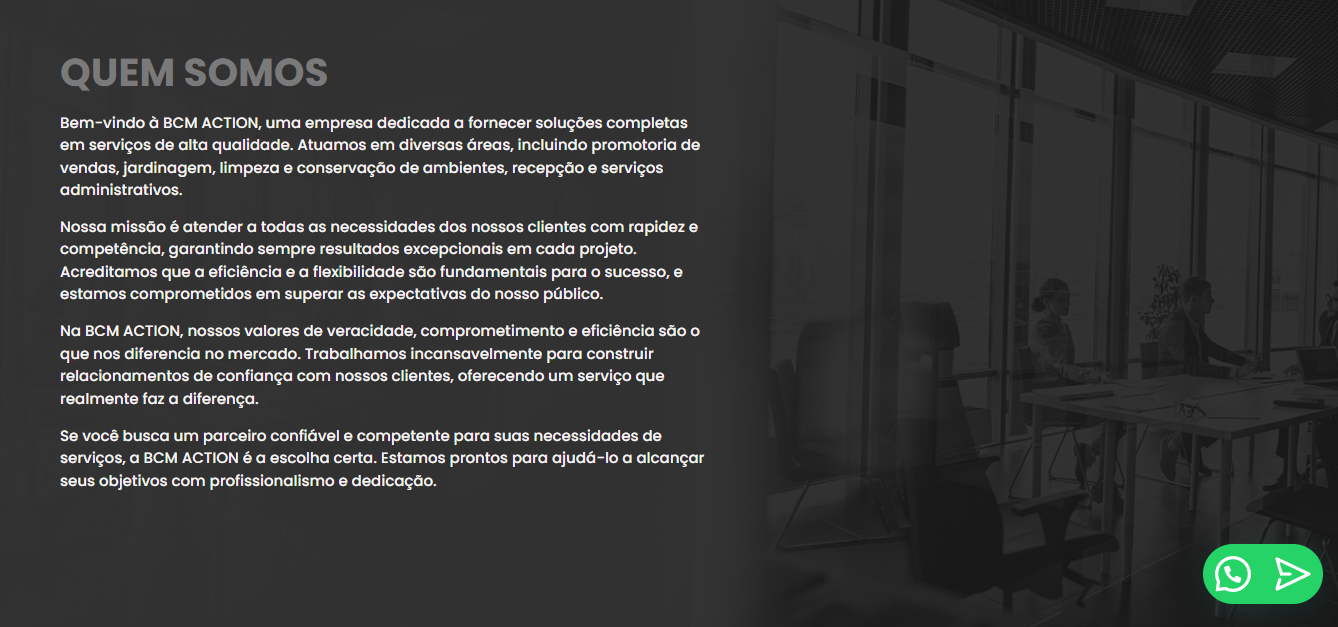 QUEM SOMOS
Bem-vindo à BCM ACTION, uma empresa dedicada a fornecer soluções completas
em serviços de alta qualidade. Atuamos em diversas áreas, incluindo promotoria de
vendas, jardinagem, limpeza e conservação de ambientes, recepção e serviços
administrativos.
Nossa missão é atender a todas as necessidades dos nossos clientes com rapidez e
competência, garantindo sempre resultados excepcionais em cada projeto.
Acreditamos que a eficiência e a flexibilidade são fundamentais para o sucesso, e
estamos comprometidos em superar as expectativas do nosso público.
Na BCM ACTION, nossos valores de veracidade, comprometimento e eficiência são o
que nos diferencia no mercado. Trabalhamos incansavelmente para construir
relacionamentos de confiança com nossos clientes, oferecendo um serviço que
realmente faz a diferença.
Se você busca um parceiro confiável e competente para suas necessidades de
serviços, a BCM ACTION é a escolha certa. Estamos prontos para ajudá-lo a alcançar
seus objetivos com profissionalismo e dedicação.